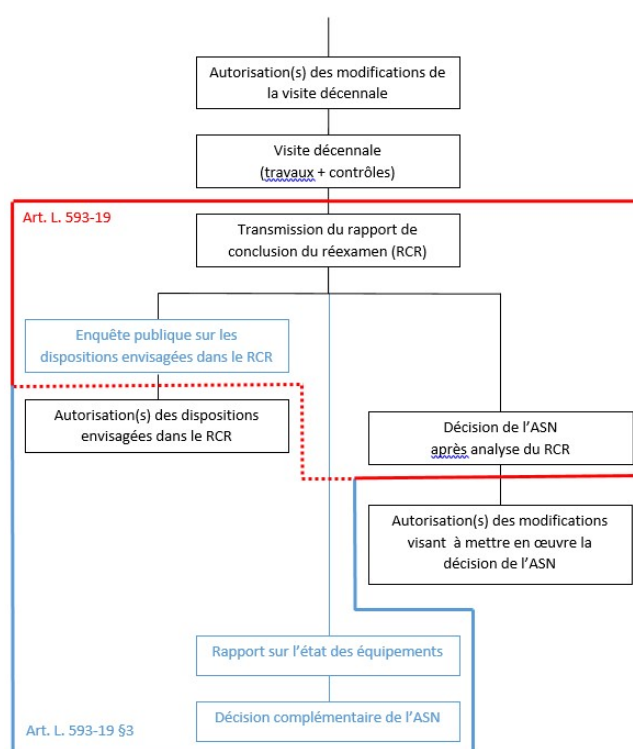 Autorisation(s) des modifications de
la visite décennale
Visite décennale
(travaux + contrôles)
Art. L. 593-19
Transmission du rapport de
conclusion du réexamen (RCR)
Enquête publique sur les
dispositions envisagées dans le RCR
Autorisation(s) des dispositions
envisagées dans le RCR
Décision de l’ASN
après analyse du RCR
Autorisation(s) des modifications
visant à mettre en œuvre la
décision de l’ASN
Rapport sur l’état des équipements
Décision complémentaire de l’ASN
Art. L. 593-19 §3